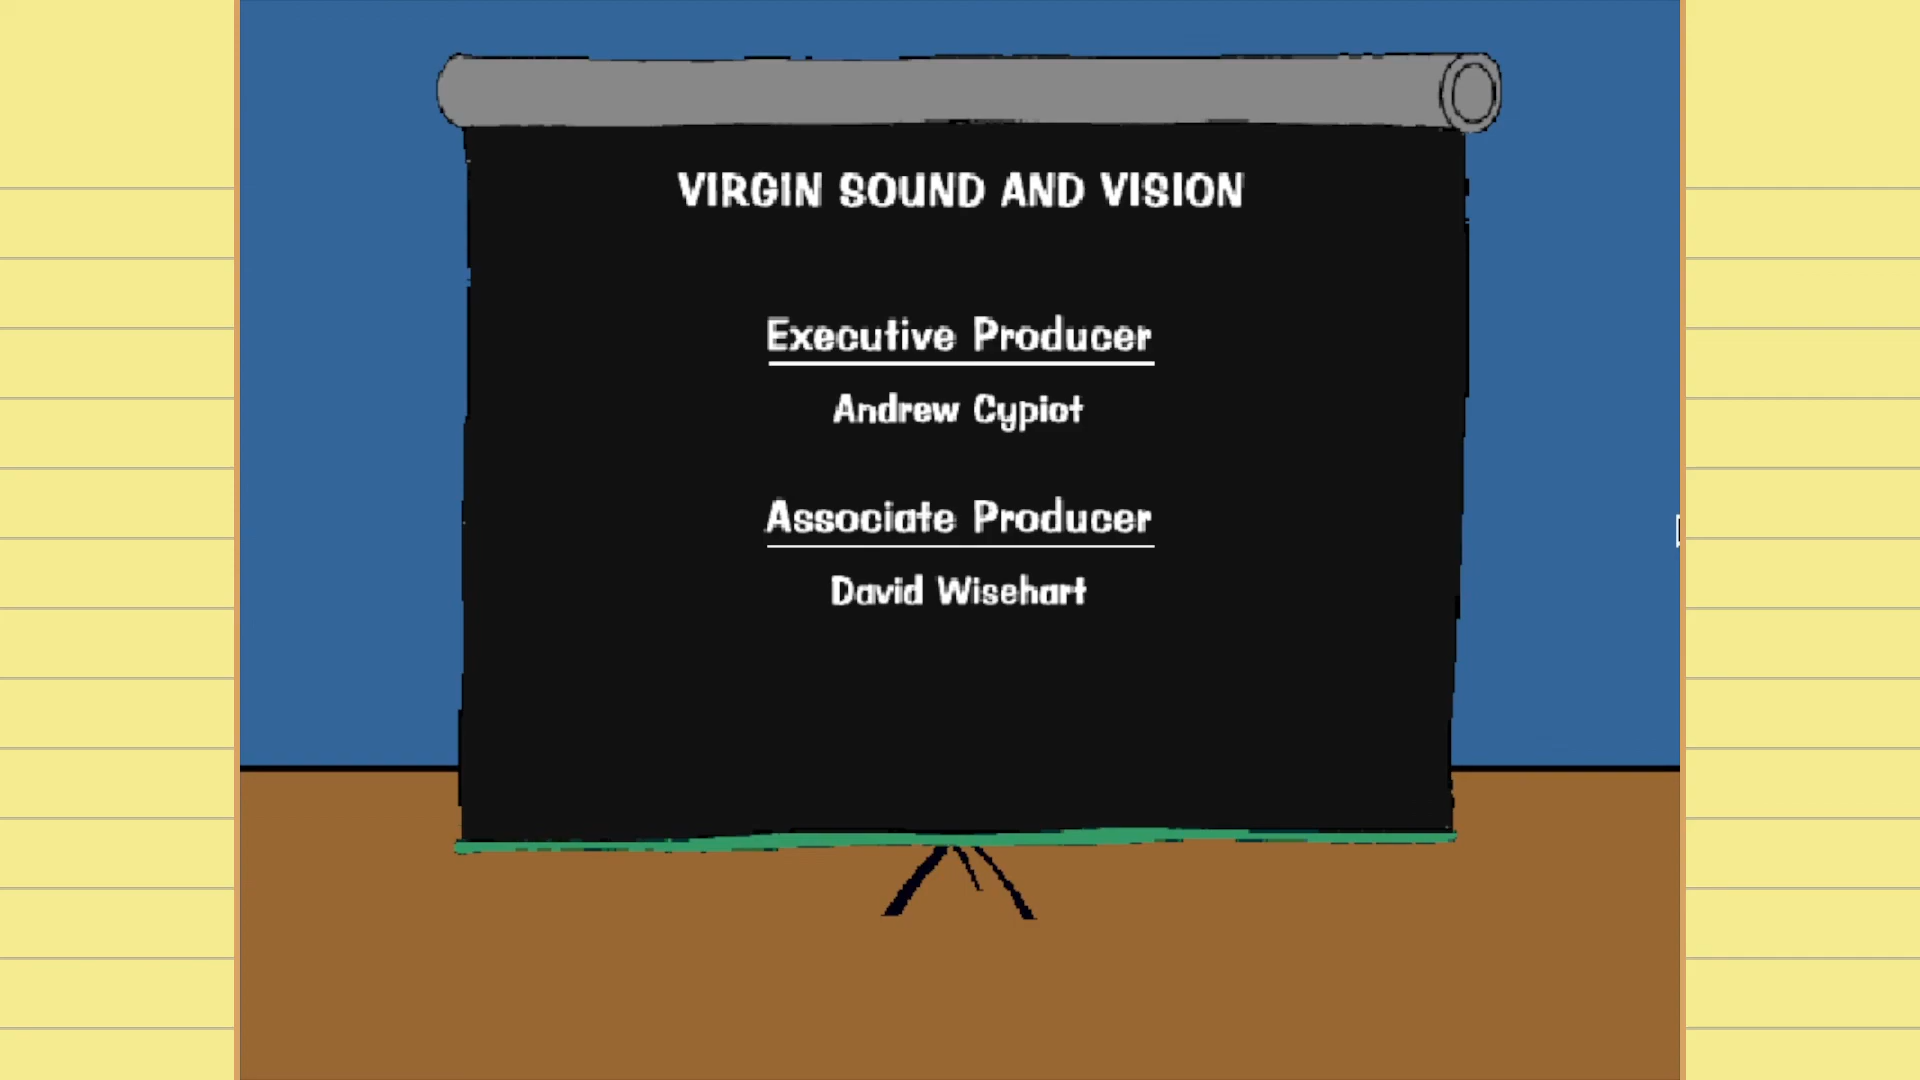 VIRGIN SOUND AND VISION
Executive Producer
Andrew Cypiot
Associate Producer
David Wisehart